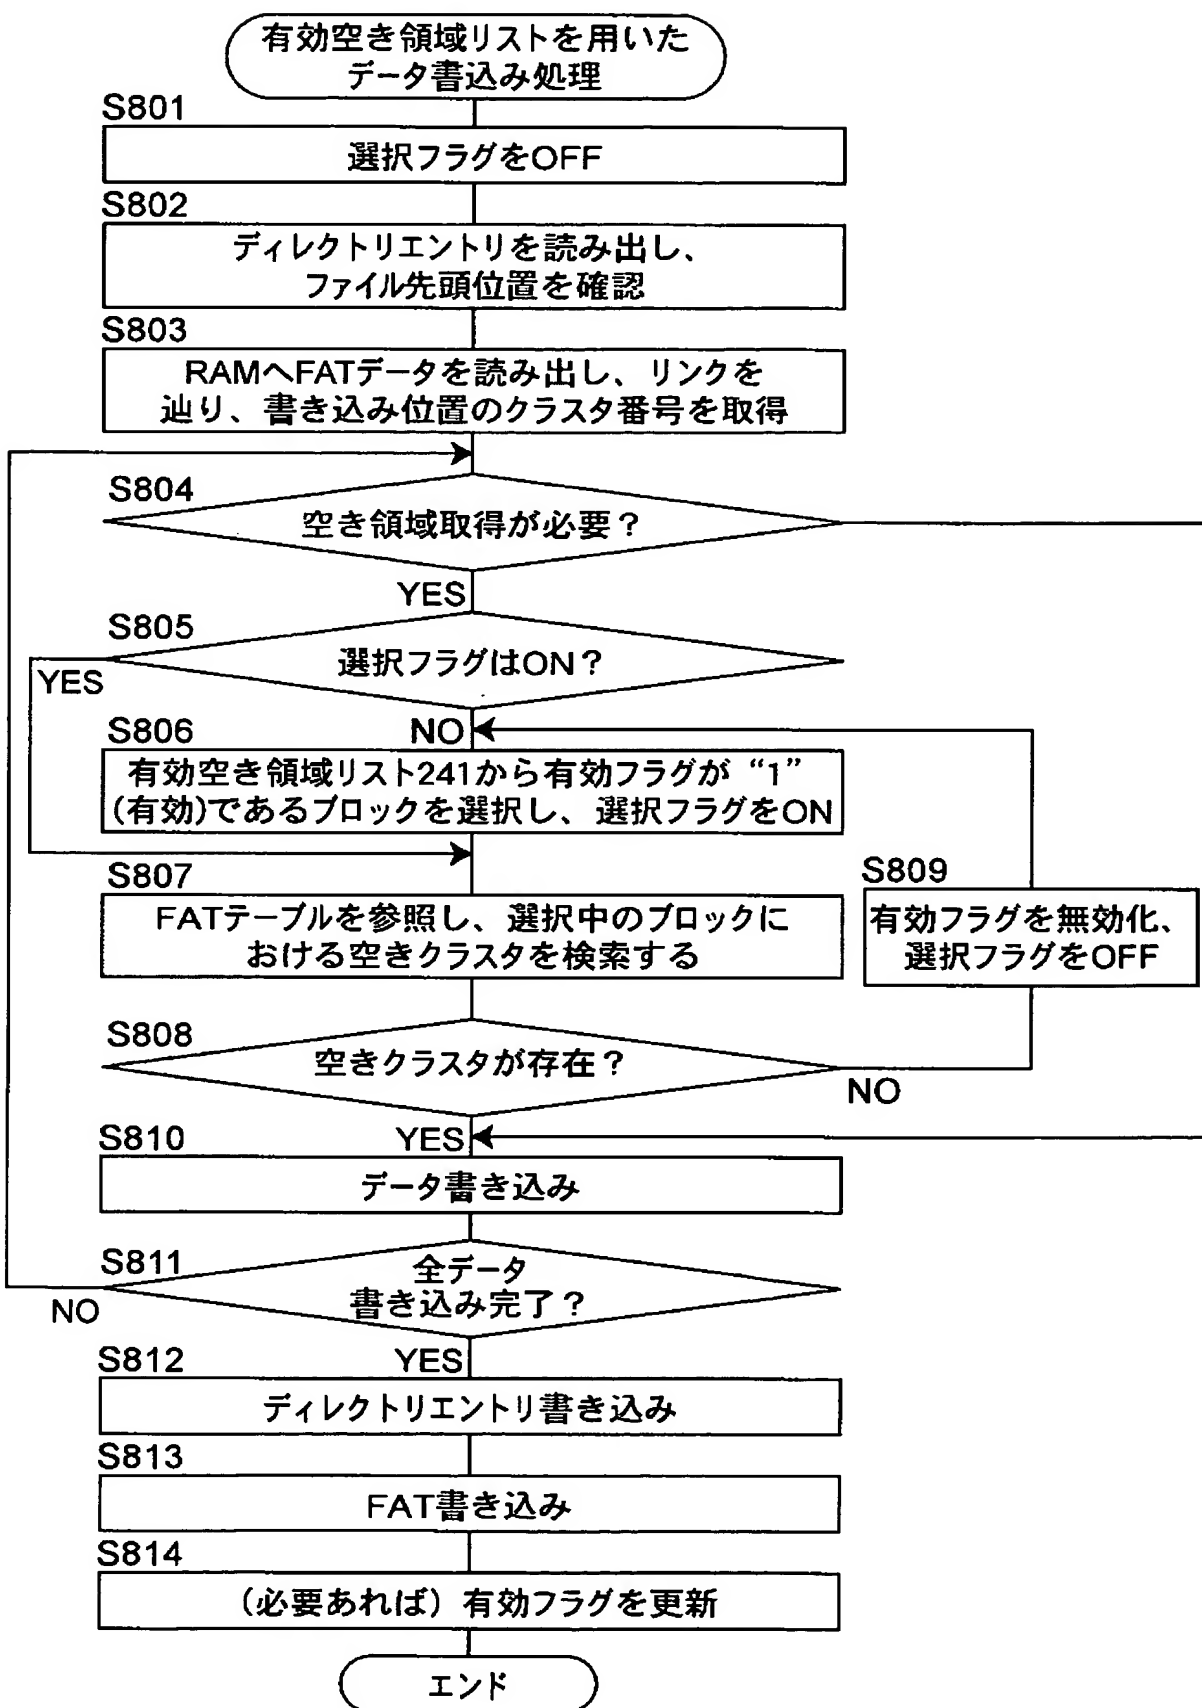 有効空き領域リストを用いた
データ書込み処理
S801
選択フラグをOFF
S802
ディレクトリエントリを読み出し、
ファイル先頭位置を確認
S803
RAMへFATデータを読み出し、リンクを
辿り、書き込み位置のクラスタ番号を取得
S804
空き領域取得が必要?
YES
S805
選択フラグはON?
YES
NO
S806
有効空き領域リスト241から有効フラグが“1”
(有効)であるブロックを選択し、選択フラグをON
S807
FATテーブルを参照し、選択中のブロックに
おける空きクラスタを検索する
S809
有効フラグを無効化、
選択フラグをOFF
S808
空きクラスタが存在?
NO
YES
S810
データ書き込み
S811
全データ
書き込み完了?
NO
YES
S812
ディレクトリエントリ書き込み
S813
FAT書き込み
S814
(必要あれば)有効フラグを更新
エンド